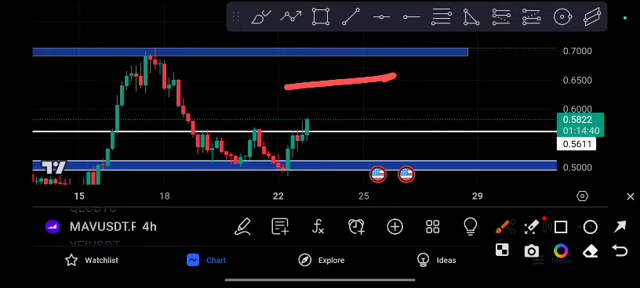 0.7000
0.6500
0.6000
0.5822
01:14:40
0.5611
0.5000
15
18
22
25
29
MAVUSDT.P 4h
Watchlist
Chart
Explore
Ideas